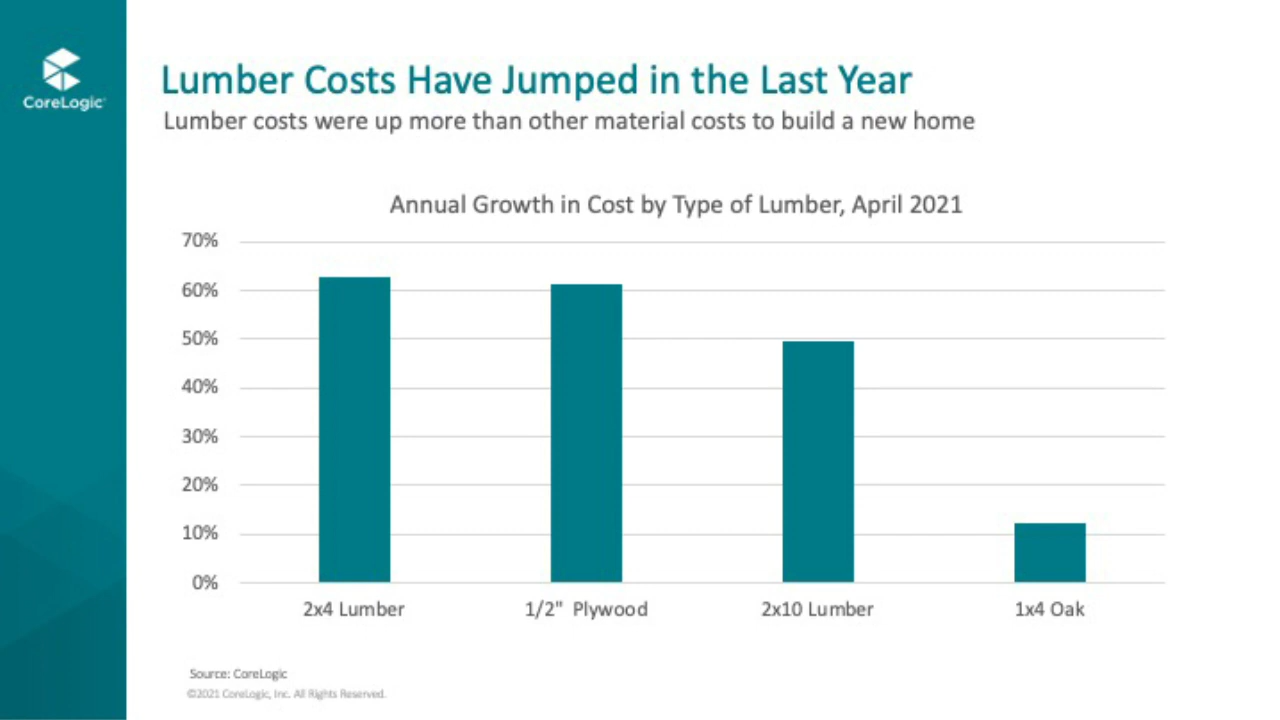 CoreLogic
Lumber Costs Have Jumped in the Last Year
Lumber costs were up more than other material costs to build a new home
Annual Growth in Cost by Type of Lumber, April 2021
70%
60%
50%
40%
30%
20%
10%
0%
2x4 Lumber
1/2" Plywood
2x10 Lumber
1x4 Oak
Source: CoreLogic
©2021 CoreLogic, Inc. All Rights Reserved.